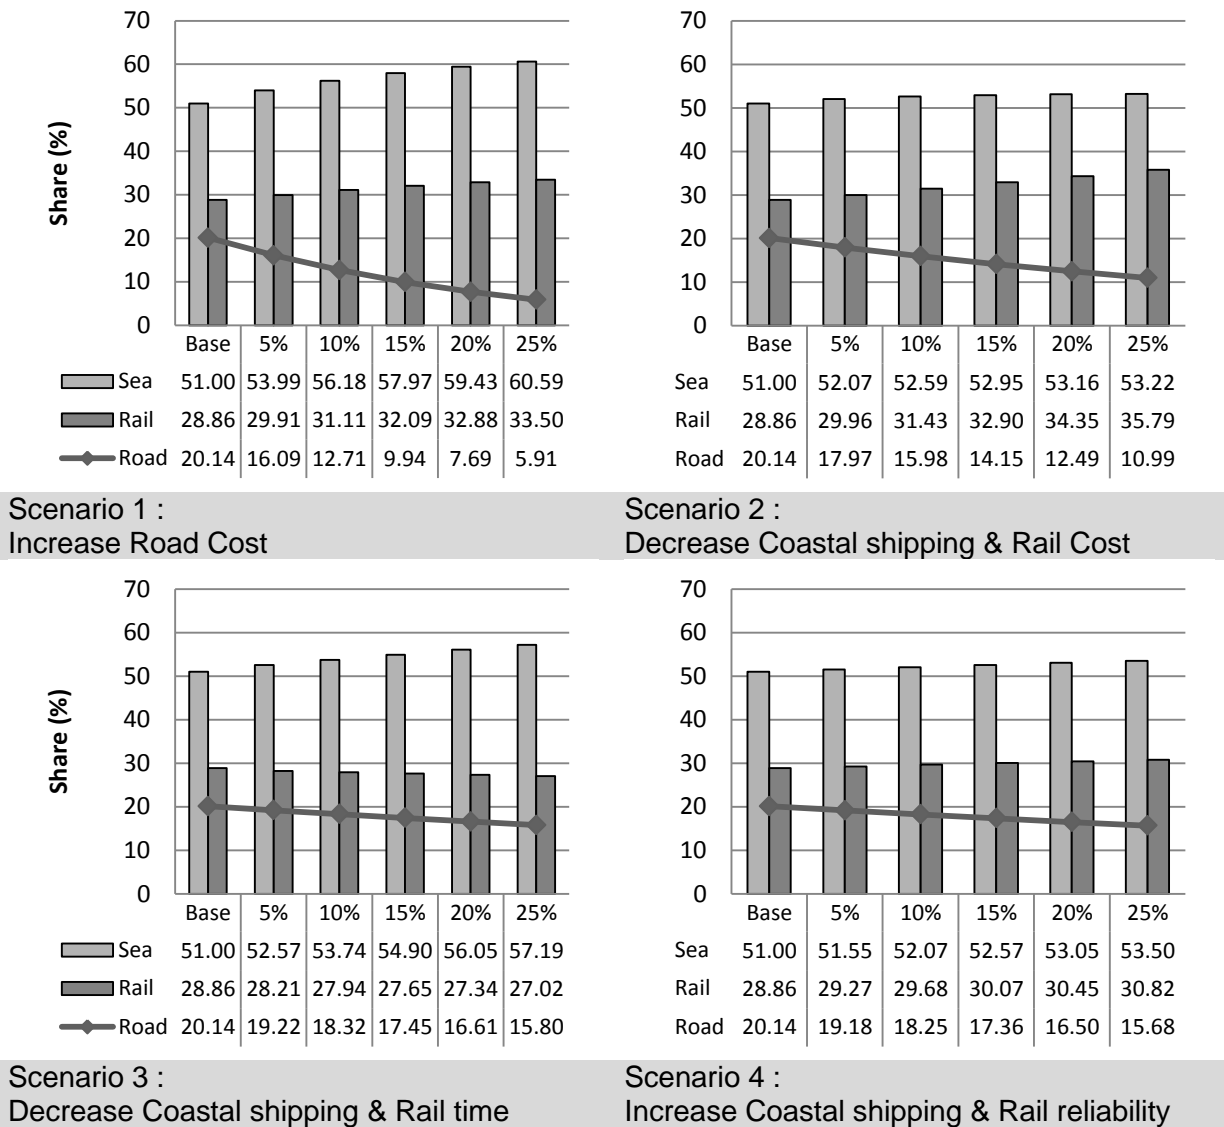 70
60
50
40
30
20
10
0
Share (%)
Base 5% 10% 15% 20% 25%
Sea 51.00 53.99 56.18 57.97 59.43 60.59
Rail 28.86 29.91 31.11 32.09 32.88 33.50
Road 20.14 16.09 12.71 9.94 7.69 5.91
Scenario 1 :
Increase Road Cost
70
60
50
40
30
20
10
0
Base 5% 10% 15% 20% 25%
Sea 51.00 52.07 52.59 52.95 53.16 53.22
Rail 28.86 29.96 31.43 32.90 34.35 35.79
Road 20.14 17.97 15.98 14.15 12.49 10.99
Scenario 2 :
Decrease Coastal shipping & Rail Cost
70
60
50
40
30
20
10
0
Share (%)
Base 5% 10% 15% 20% 25%
Sea 51.00 52.57 53.74 54.90 56.05 57.19
Rail 28.86 28.21 27.94 27.65 27.34 27.02
Road 20.14 19.22 18.32 17.45 16.61 15.80
Scenario 3 :
Decrease Coastal shipping & Rail time
70
60
50
40
30
20
10
0
Base 5% 10% 15% 20% 25%
Sea 51.00 51.55 52.07 52.57 53.05 53.50
Rail 28.86 29.27 29.68 30.07 30.45 30.82
Road 20.14 19.18 18.25 17.36 16.50 15.68
Scenario 4 :
Increase Coastal shipping & Rail reliability